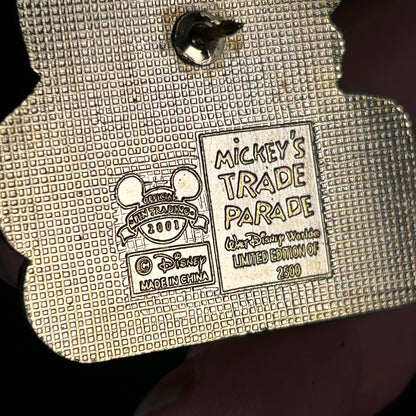 OFFICIAL
PIN TRADING
2001
© Disney
MADE IN CHINA
MICKEY'S
TRADE
PARADE
Walt Disney World®
LIMITED EDITION OF
2500